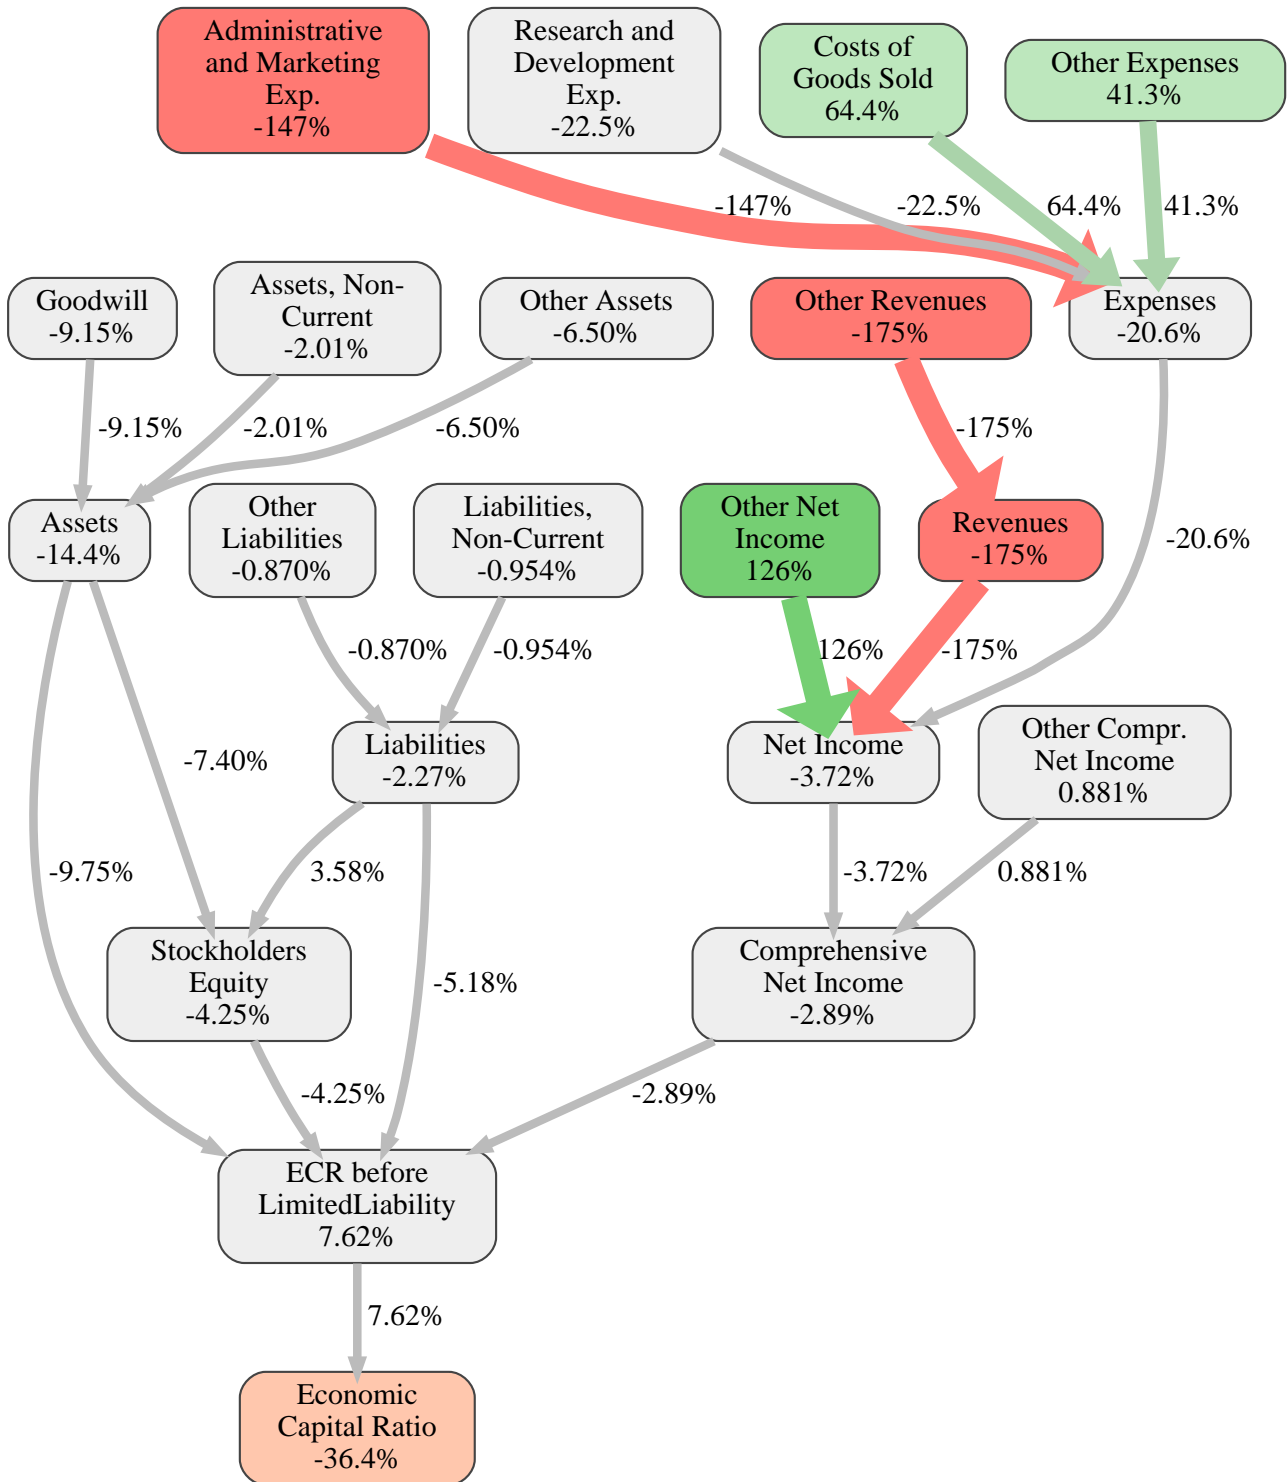 Administrative
and Marketing
Exp.
-147%
Research and
Development
Exp.
-22.5%
Costs of
Goods Sold
64.4%
Other Expenses
41.3%
-147%
-22.5%
64.4%
41.3%
Goodwill
-9.15%
Assets, Non-
Current
-2.01%
Other Assets
-6.50%
Other Revenues
-175%
Expenses
-20.6%
-9.15%
-2.01%
-6.50%
-175%
-20.6%
Assets
-14.4%
Other
Liabilities
-0.870%
Liabilities,
Non-Current
-0.954%
Other Net
Income
126%
Revenues
-175%
-0.870%
-0.954%
126%
-175%
-7.40%
Liabilities
-2.27%
Net Income
-3.72%
Other Compr.
Net Income
0.881%
-9.75%
3.58%
-5.18%
-3.72%
0.881%
Stockholders
Equity
-4.25%
Comprehensive
Net Income
-2.89%
-4.25%
-2.89%
ECR before
LimitedLiability
7.62%
7.62%
Economic
Capital Ratio
-36.4%